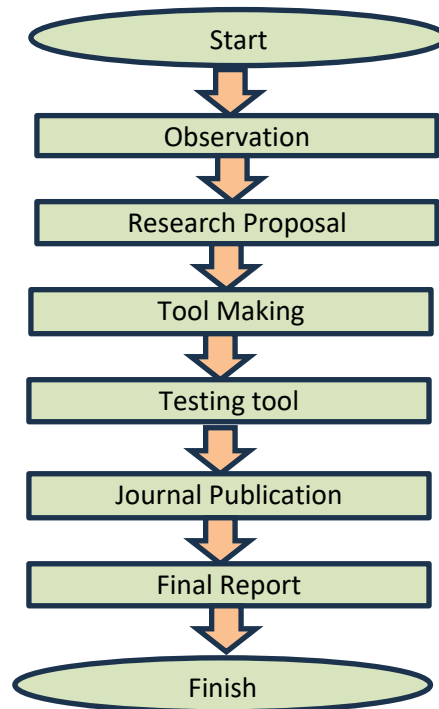 Start
Observation
Research Proposal
Tool Making
Testing tool
Journal Publication
Final Report
Finish